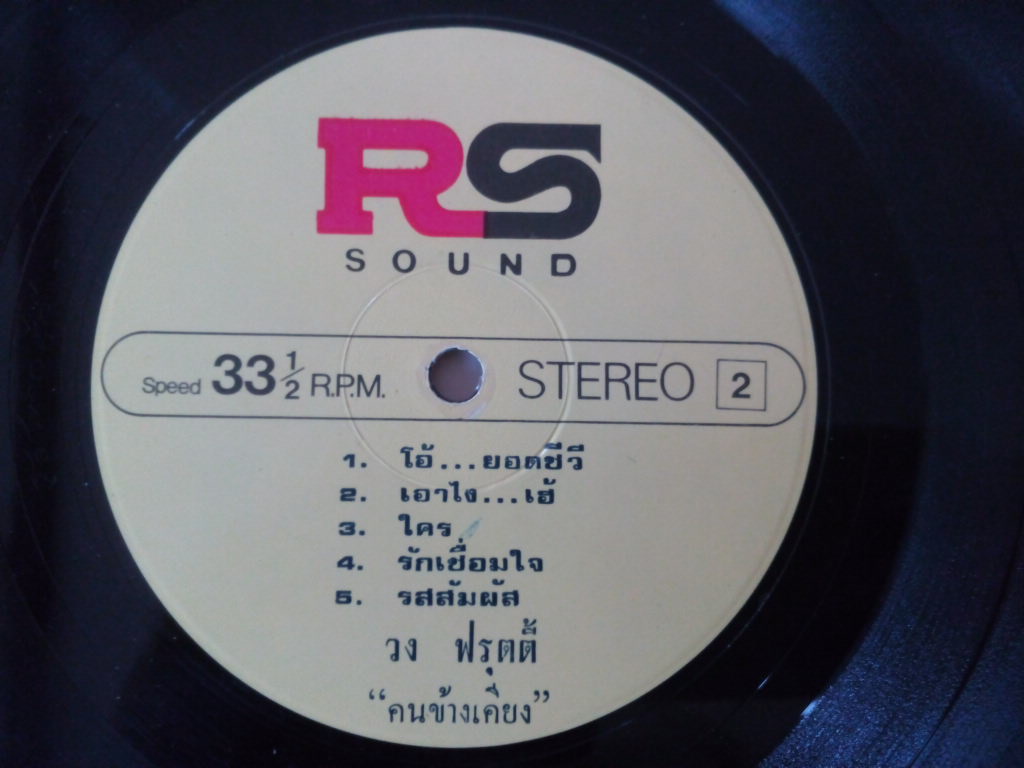 RS
SOUND
Speed 33 1/2 R.P.M. STEREO 2
1. โอ้...ยอดชีวี
2. เอาไง...เฮ้
3. ใคร
4. รักเชื่อมใจ
5. รสสัมผัส
วง ฟรุตตี้
“คนข้างเคียง”